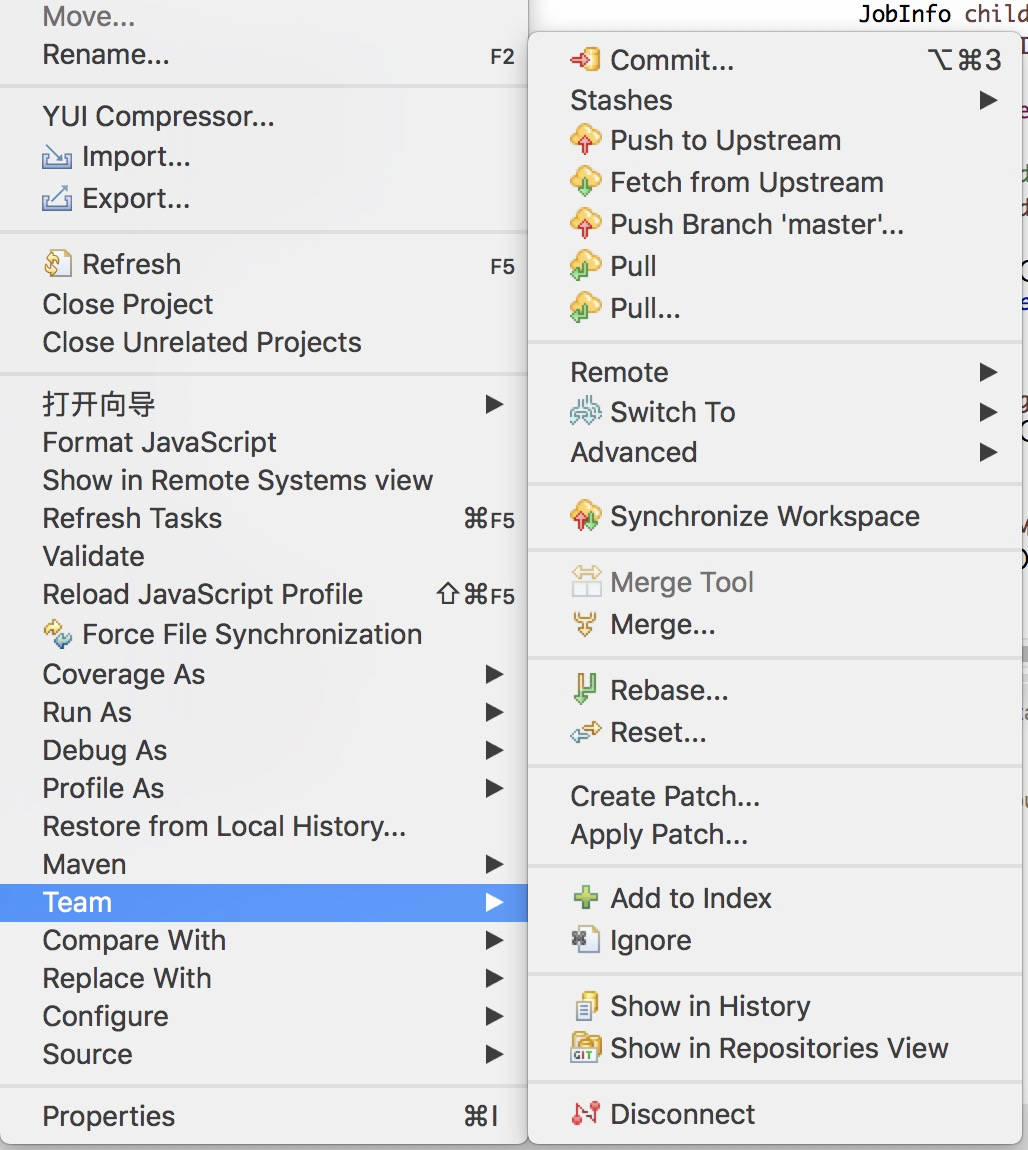 Move...
Rename... F2
YUI Compressor...
Import...
Export...
Refresh F5
Close Project
Close Unrelated Projects
打开向导
Format JavaScript
Show in Remote Systems view
Refresh Tasks ⌘F5
Validate
Reload JavaScript Profile ⇧⌘F5
Force File Synchronization
Coverage As
Run As
Debug As
Profile As
Restore from Local History...
Maven
Team
Compare With
Replace With
Configure
Source
Properties ⌘I
JobInfo child
Commit... ⌥⌘3
Stashes
Push to Upstream
Fetch from Upstream
Push Branch 'master'...
Pull
Pull...
Remote
Switch To
Advanced
Synchronize Workspace
Merge Tool
Merge...
Rebase...
Reset...
Create Patch...
Apply Patch...
Add to Index
Ignore
Show in History
GIT Show in Repositories View
Disconnect